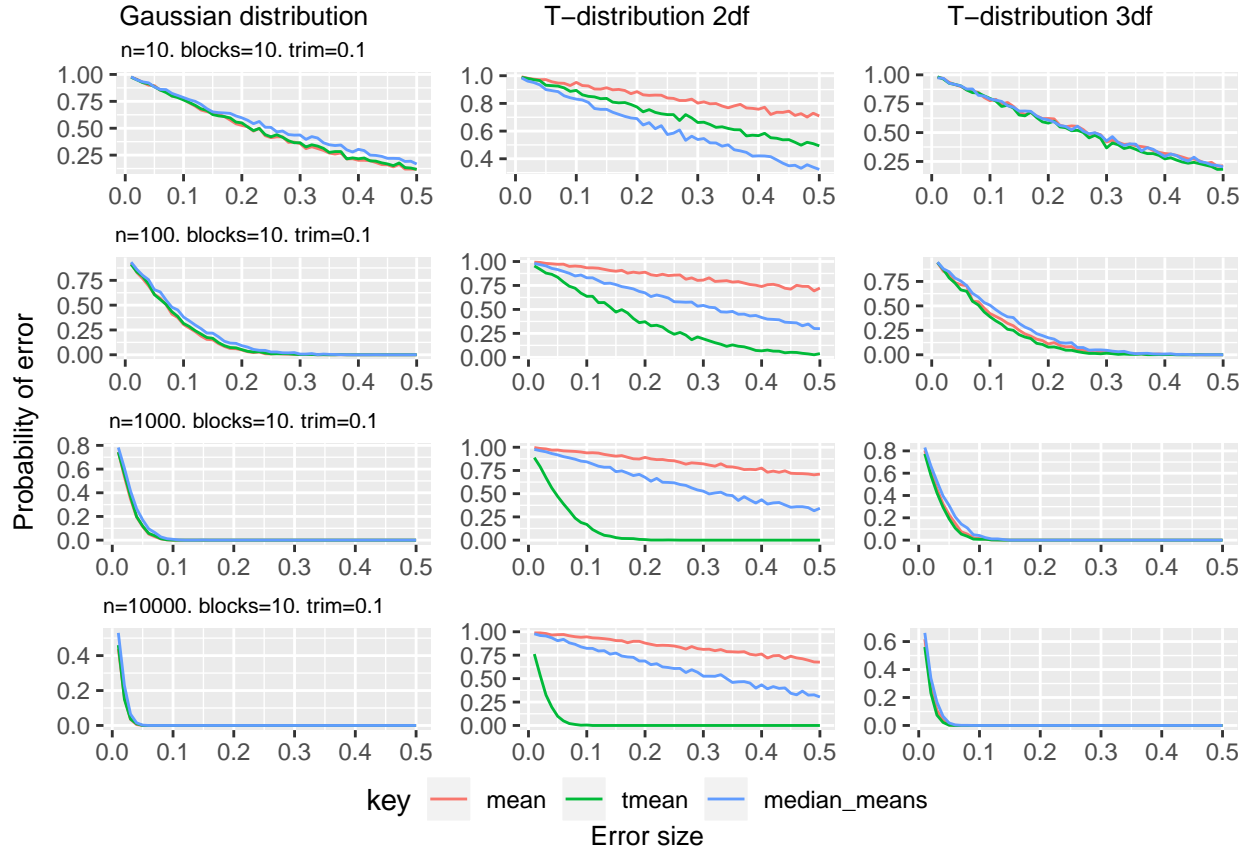 Gaussian distribution
T−distribution 2df
T−distribution 3df
n=10. blocks=10. trim=0.1
1.00
0.75
0.50
0.25
0.0 0.1 0.2 0.3 0.4 0.5
1.0
0.8
0.6
0.4
0.0 0.1 0.2 0.3 0.4 0.5
1.00
0.75
0.50
0.25
0.0 0.1 0.2 0.3 0.4 0.5
n=100. blocks=10. trim=0.1
0.75
0.50
0.25
0.00
0.0 0.1 0.2 0.3 0.4 0.5
1.00
0.75
0.50
0.25
0.00
0.0 0.1 0.2 0.3 0.4 0.5
0.75
0.50
0.25
0.00
0.0 0.1 0.2 0.3 0.4 0.5
n=1000. blocks=10. trim=0.1
0.8
0.6
0.4
0.2
0.0
0.0 0.1 0.2 0.3 0.4 0.5
1.00
0.75
0.50
0.25
0.00
0.0 0.1 0.2 0.3 0.4 0.5
0.8
0.6
0.4
0.2
0.0
0.0 0.1 0.2 0.3 0.4 0.5
n=10000. blocks=10. trim=0.1
0.4
0.2
0.0
0.0 0.1 0.2 0.3 0.4 0.5
1.00
0.75
0.50
0.25
0.00
0.0 0.1 0.2 0.3 0.4 0.5
0.6
0.4
0.2
0.0
0.0 0.1 0.2 0.3 0.4 0.5
Probability of error
key mean tmean median_means
Error size